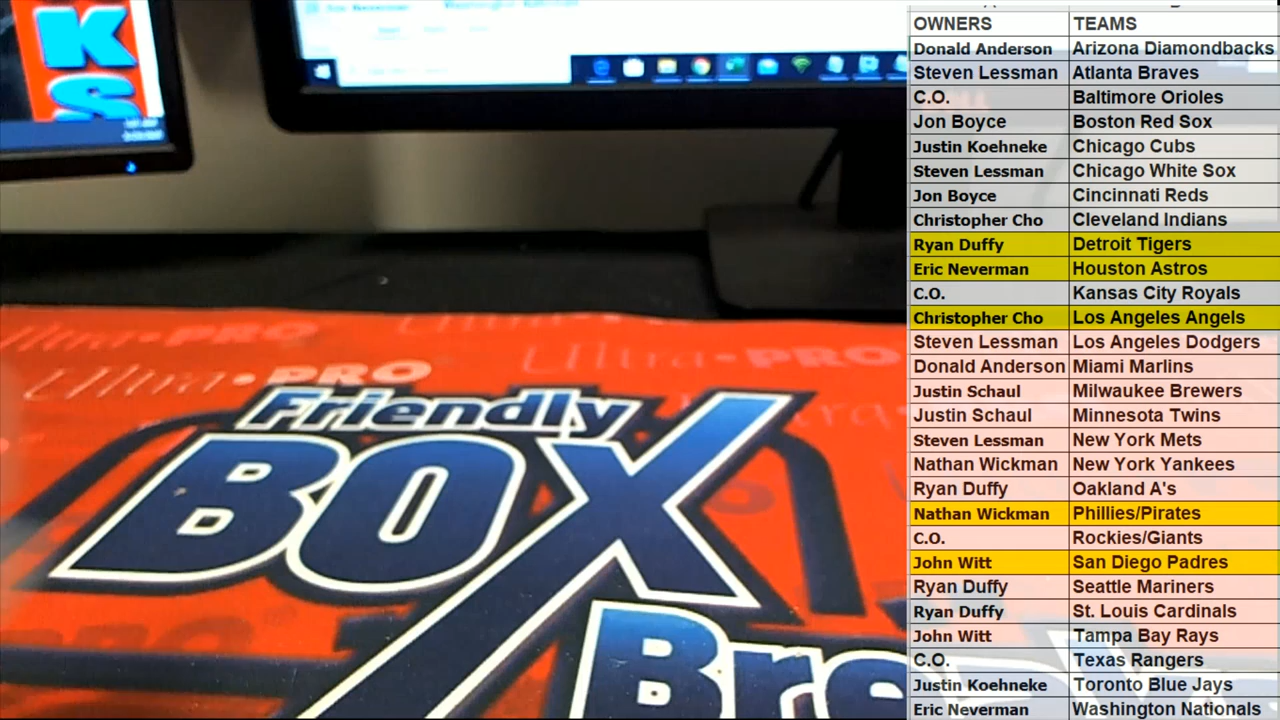 K
S
OWNERS TEAMS
Donald Anderson Arizona Diamondbacks
Steven Lessman Atlanta Braves
C.O. Baltimore Orioles
Jon Boyce Boston Red Sox
Justin Koehneke Chicago Cubs
Steven Lessman Chicago White Sox
Jon Boyce Cincinnati Reds
Christopher Cho Cleveland Indians
Ryan Duffy Detroit Tigers
Eric Neverman Houston Astros
C.O. Kansas City Royals
Christopher Cho Los Angeles Angels
Steven Lessman Los Angeles Dodgers
Donald Anderson Miami Marlins
Justin Schaul Milwaukee Brewers
Justin Schaul Minnesota Twins
Steven Lessman New York Mets
Nathan Wickman New York Yankees
Ryan Duffy Oakland A's
Nathan Wickman Phillies/Pirates
C.O. Rockies/Giants
John Witt San Diego Padres
Ryan Duffy Seattle Mariners
Ryan Duffy St. Louis Cardinals
John Witt Tampa Bay Rays
C.O. Texas Rangers
Justin Koehneke Toronto Blue Jays
Eric Neverman Washington Nationals
Ultra•PRO
Ultra•PRO
Ultra•PRO
Friendly
BOX
Bre